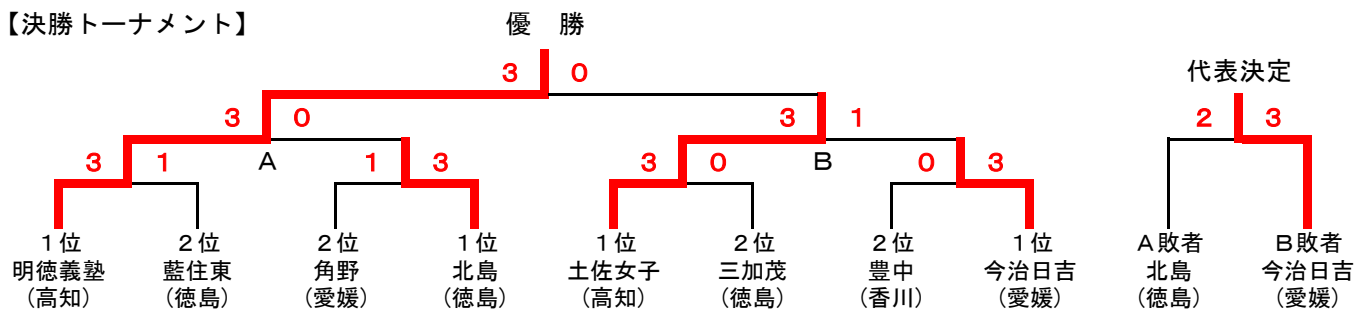 【決勝トーナメント】
優　勝
3 0
代表決定
3 0 3 1 2 3
A B
3 1 1 3 3 0 0 3
1位 2位 2位 1位 1位 2位 2位 1位 A敗者 B敗者
明徳義塾 藍住東 角野 北島 土佐女子 三加茂 豊中 今治日吉 北島 今治日吉
(高知) (徳島) (愛媛) (徳島) (高知) (徳島) (香川) (愛媛) (徳島) (愛媛)